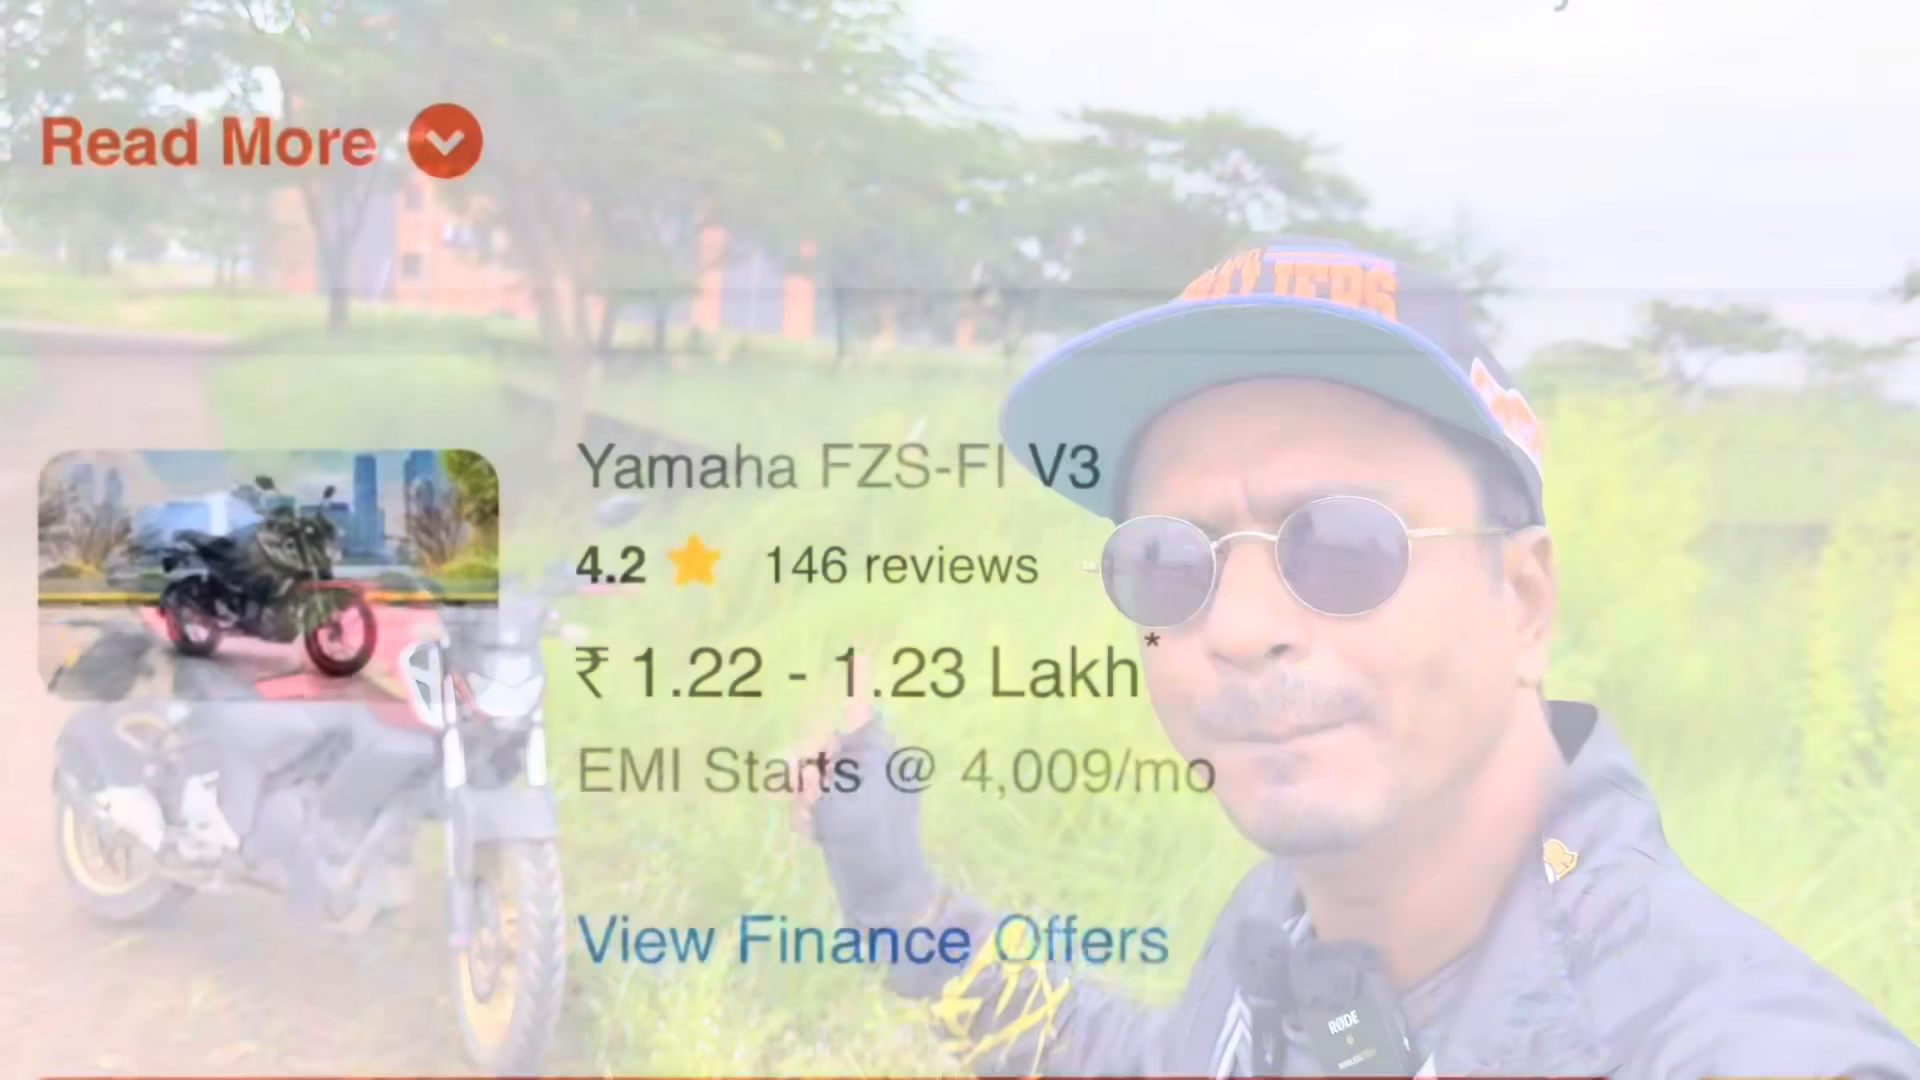 Read More
Yamaha FZS-FI V3
4.2 146 reviews
₹ 1.22 - 1.23 Lakh*
EMI Starts @ 4,009/mo
View Finance Offers
RØDE